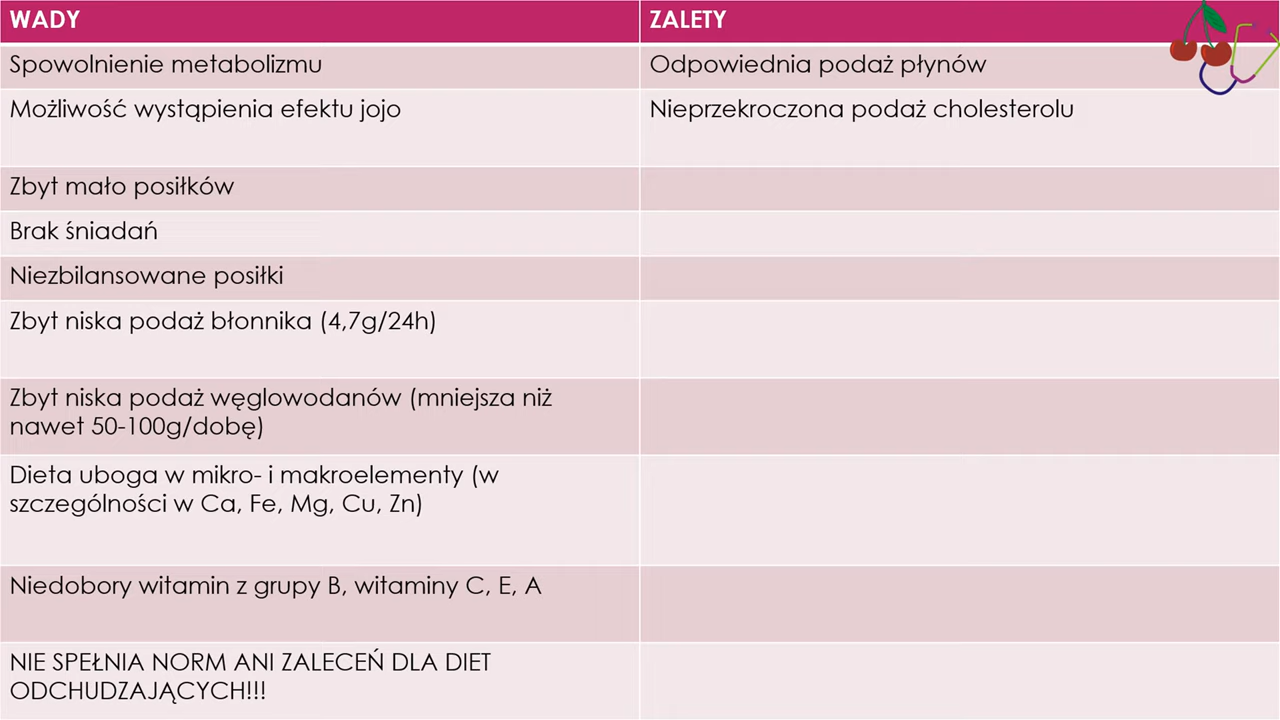 WADY
ZALETY
Spowolnienie metabolizmu
Odpowiednia podaż płynów
Możliwość wystąpienia efektu jojo
Nieprzekroczona podaż cholesterolu
Zbyt mało posiłków
Brak śniadań
Niezbilansowane posiłki
Zbyt niska podaż błonnika (4,7g/24h)
Zbyt niska podaż węglowodanów (mniejsza niż
nawet 50-100g/dobę)
Dieta uboga w mikro- i makroelementy (w
szczególności w Ca, Fe, Mg, Cu, Zn)
Niedobory witamin z grupy B, witaminy C, E, A
NIE SPEŁNIA NORM ANI ZALECEŃ DLA DIET
ODCHUDZAJĄCYCH!!!